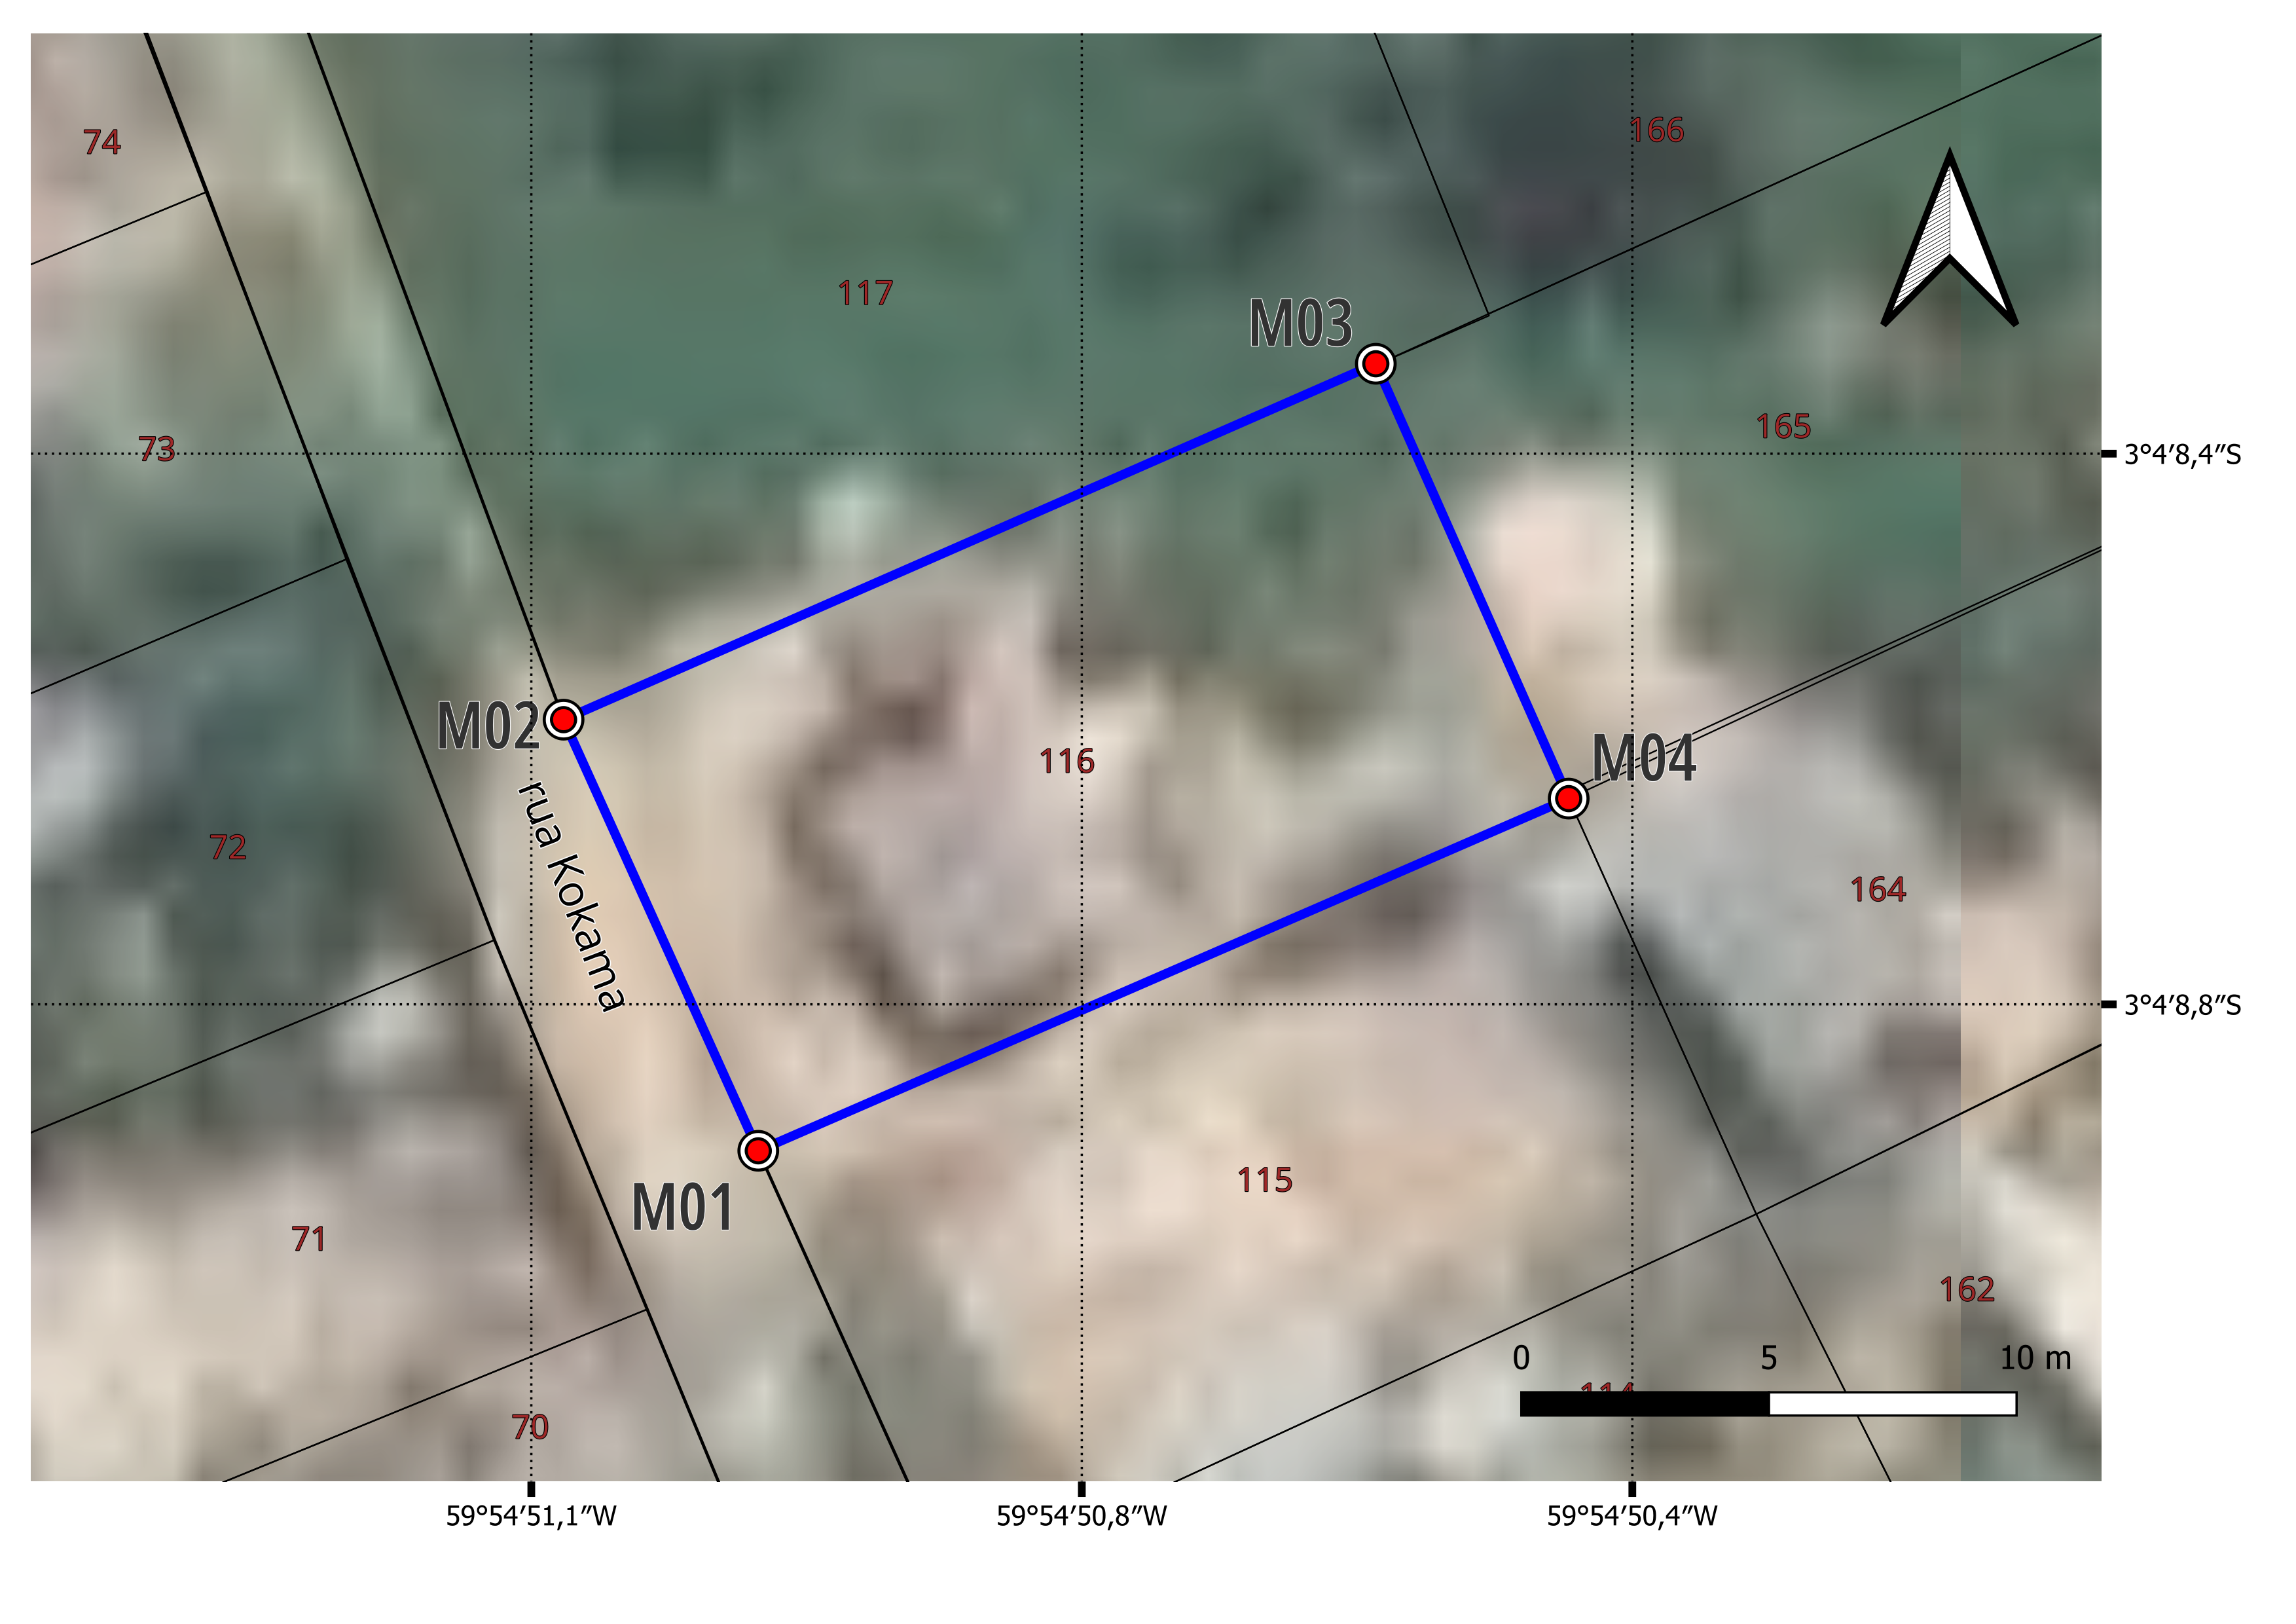 74
166
117
M03
165
73
3°4′8,4″S
M02
M04
116
72
rua Kokama
164
3°4′8,8″S
M01
115
71
162
0 5 10 m
114
70
59°54′51,1″W 59°54′50,8″W 59°54′50,4″W